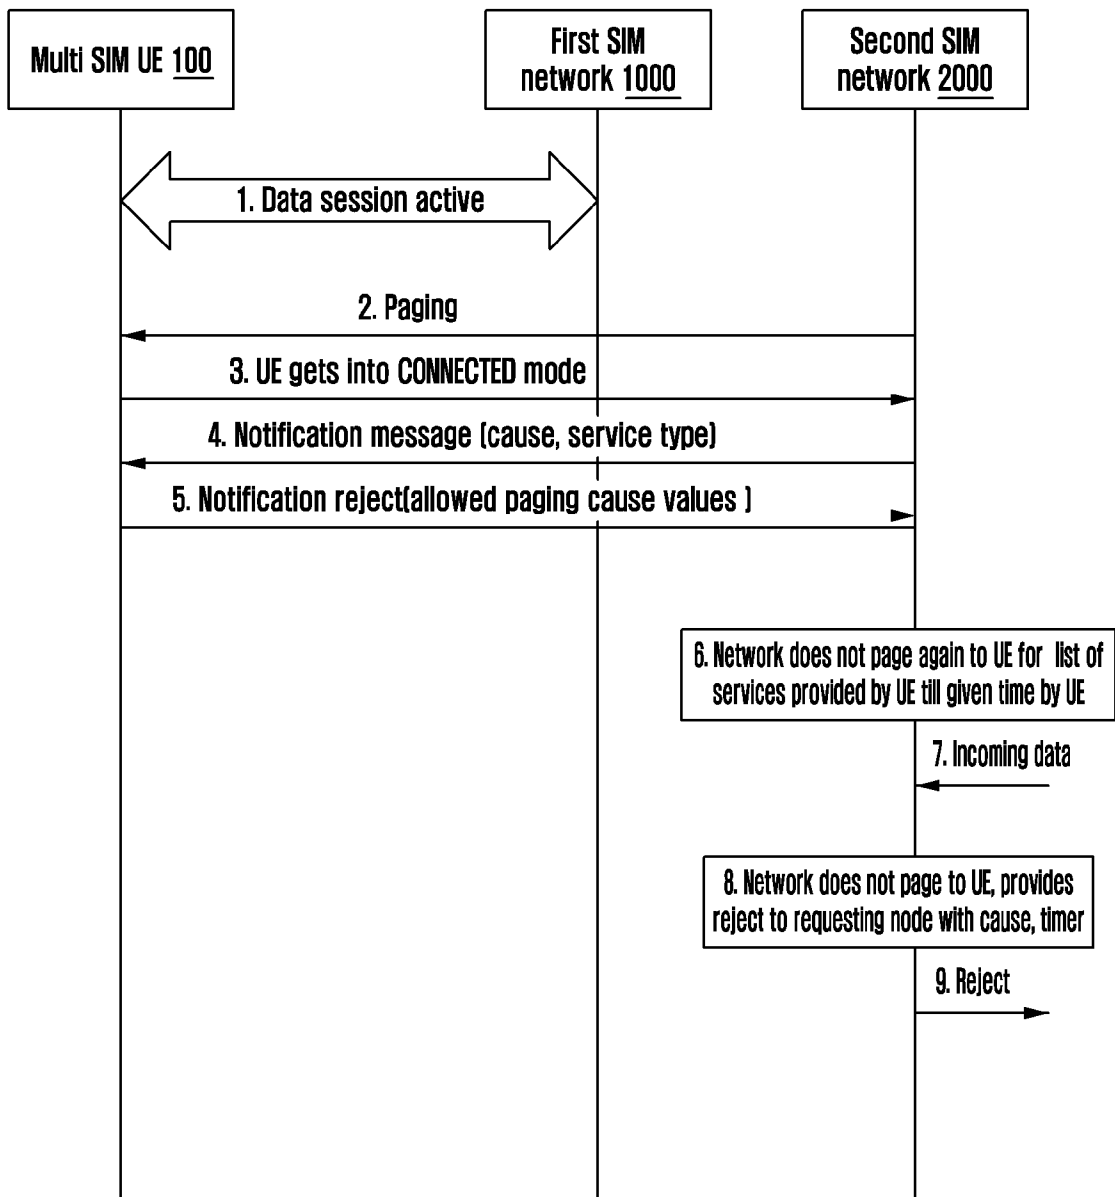 Multi SIM UE 100
First SIM
network 1000
Second SIM
network 2000
1. Data session active
2. Paging
3. UE gets into CONNECTED mode
4. Notification message (cause, service type)
5. Notification reject(allowed paging cause values )
6. Network does not page again to UE for list of
services provided by UE till given time by UE
7. Incoming data
8. Network does not page to UE, provides
reject to requesting node with cause, timer
9. Reject